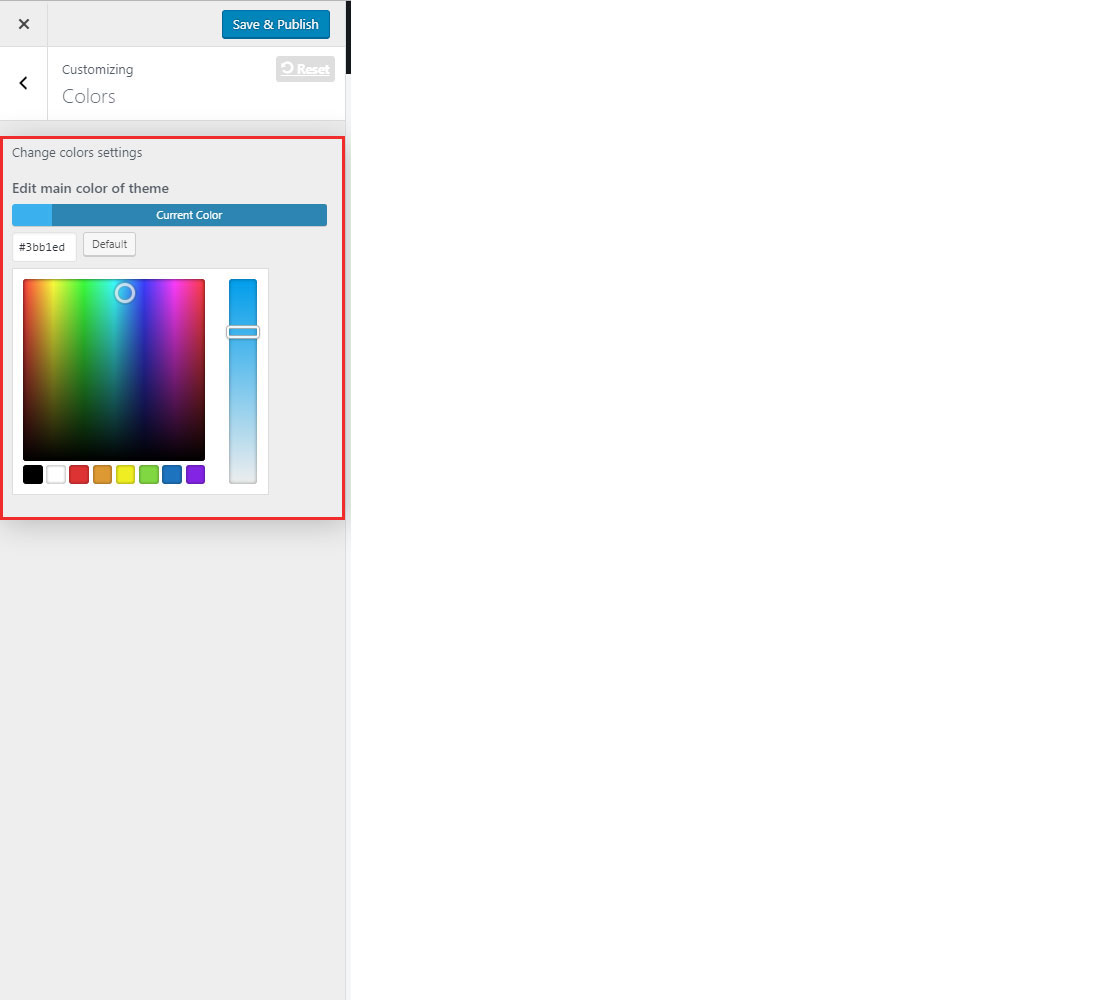 Save & Publish
Customizing
Reset
Colors
Change colors settings
Edit main color of theme
Current Color
#3bb1ed
Default